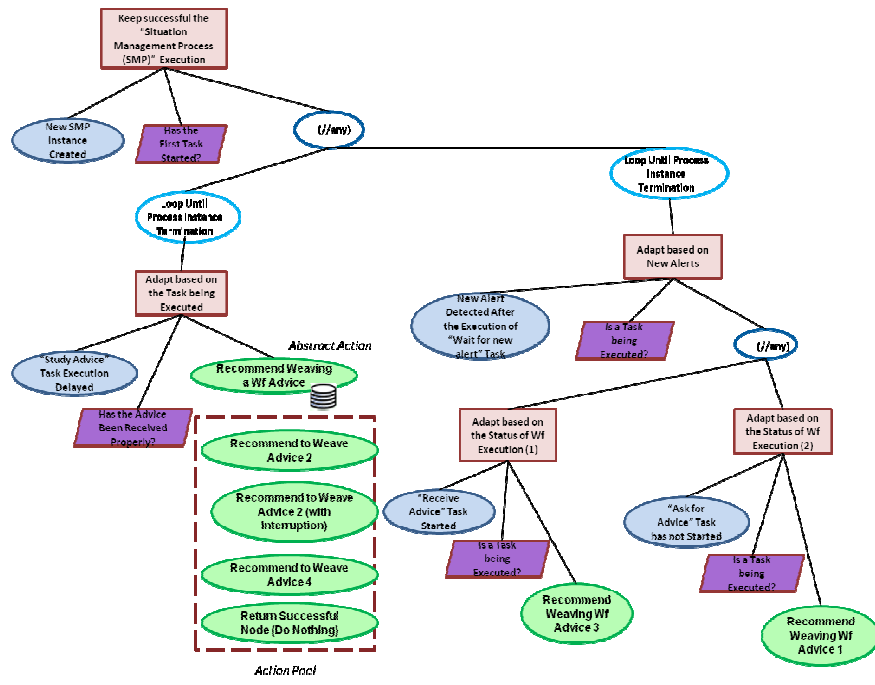 Keep successful the
"Situation
Management Process
(SMP)" Execution
New SMP
Instance
Created
Has the
First Task
Started?
(//any)
Loop Until Process
Instance
Termination
Loop Until
Process Instance
Termination
Adapt based on
New Alerts
Adapt based on
the Task being
Executed
New Alert
Detected After
the Execution of
"Wait for new
alert" Task
Is a Task
being
Executed?
(//any)
Abstract Action
"Study Advice"
Task Execution
Delayed
Recommend Weaving
a Wf Advice
Has the Advice
Been Received
Properly?
Adapt based on
the Status of Wf
Execution (1)
Adapt based on
the Status of Wf
Execution (2)
Recommend to Weave
Advice 2
Recommend to Weave
Advice 2 (with
Interruption)
"Receive
Advice" Task
Started
"Ask for
Advice" Task
has not Started
Is a Task
being
Executed?
Is a Task
being
Executed?
Recommend to Weave
Advice 4
Return Successful
Node (Do Nothing)
Recommend
Weaving Wf
Advice 3
Recommend
Weaving Wf
Advice 1
Action Pool